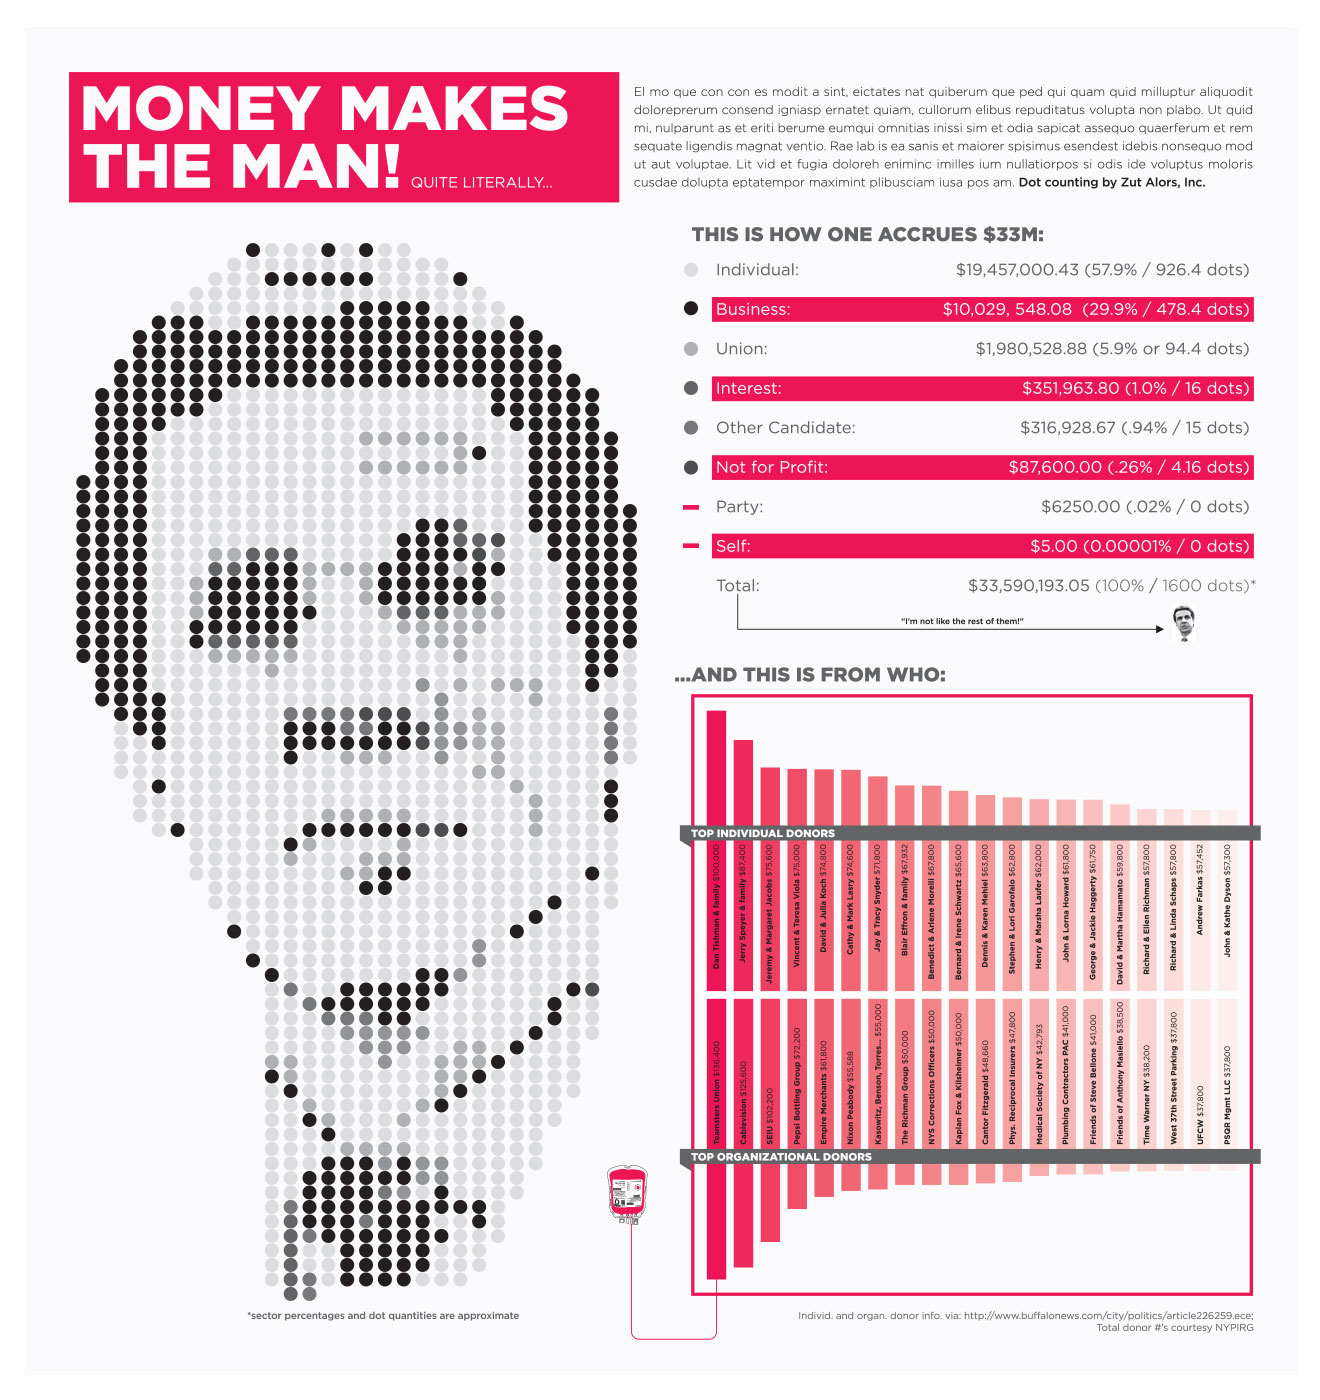 MONEY MAKES
THE MAN! QUITE LITERALLY...
El mo que con con es modit a sint, eictates nat quiberum que ped qui quam quid milluptur aliquodit
doloreprerum consend igniasp ernatet quiam, cullorum elibus repuditatus volupta non plabo. Ut quid
mi, nulparunt as et eriti berume eumqui omnitias inissi sim et odia sapicat assequo quaerferum et rem
sequate ligendis magnat ventio. Rae lab is ea sanis et maiorer spisimus esendest idebis nonsequo mod
ut aut voluptae. Lit vid et fugia doloreh eniminc imilles ium nullatiorpos si odis ide voluptus moloris
cusdae dolupta eptatempor maximint plibusciam iusa pos am. Dot counting by Zut Alors, Inc.
THIS IS HOW ONE ACCRUES $33M:
Individual: $19,457,000.43 (57.9% / 926.4 dots)
Business: $10,029, 548.08 (29.9% / 478.4 dots)
Union: $1,980,528.88 (5.9% or 94.4 dots)
Interest: $351,963.80 (1.0% / 16 dots)
Other Candidate: $316,928.67 (.94% / 15 dots)
Not for Profit: $87,600.00 (.26% / 4.16 dots)
Party: $6250.00 (.02% / 0 dots)
Self: $5.00 (0.00001% / 0 dots)
Total: $33,590,193.05 (100% / 1600 dots)*
"I'm not like the rest of them!"
...AND THIS IS FROM WHO:
TOP INDIVIDUAL DONORS
Dan Tishman & family $100,000
Jerry Speyer & family $87,400
Jeremy & Margaret Jacobs $75,600
Vincent & Teresa Viola $75,000
David & Julia Koch $74,800
Cathy & Mark Lasry $74,600
Jay & Tracy Snyder $71,800
Blair Effron & family $67,932
Benedict & Arlene Morelli $67,800
Bernard & Irene Schwartz $65,600
Dennis & Karen Mehiel $63,800
Stephen & Lori Garofalo $62,800
Henry & Marsha Laufer $62,000
John & Lorna Howard $61,800
George & Jackie Haggerty $61,750
David & Martha Hamamato $59,800
Richard & Ellen Richman $57,800
Richard & Linda Schaps $57,800
Andrew Farkas $57,452
John & Kathe Dyson $57,300
Teamsters Union $136,400
Cablevision $125,600
SEIU $102,200
Pepsi Bottling Group $72,200
Empire Merchants $61,800
Nixon Peabody $55,588
Kasowitz, Benson, Torres... $55,000
The Richman Group $50,000
NYS Corrections Officers $50,000
Kaplan Fox & Kilsheimer $50,000
Cantor Fitzgerald $48,660
Phys. Reciprocal Insurers $47,800
Medical Society of NY $42,793
Plumbing Contractors PAC $41,000
Friends of Steve Bellone $41,000
Friends of Anthony Masiello $38,500
Time Warner NY $38,200
West 37th Street Parking $37,800
UFCW $37,800
PSQR Mgmt LLC $37,800
TOP ORGANIZATIONAL DONORS
*sector percentages and dot quantities are approximate
Individ. and organ. donor info. via: http://www.buffalonews.com/city/politics/article226259.ece;
Total donor #'s courtesy NYPIRG